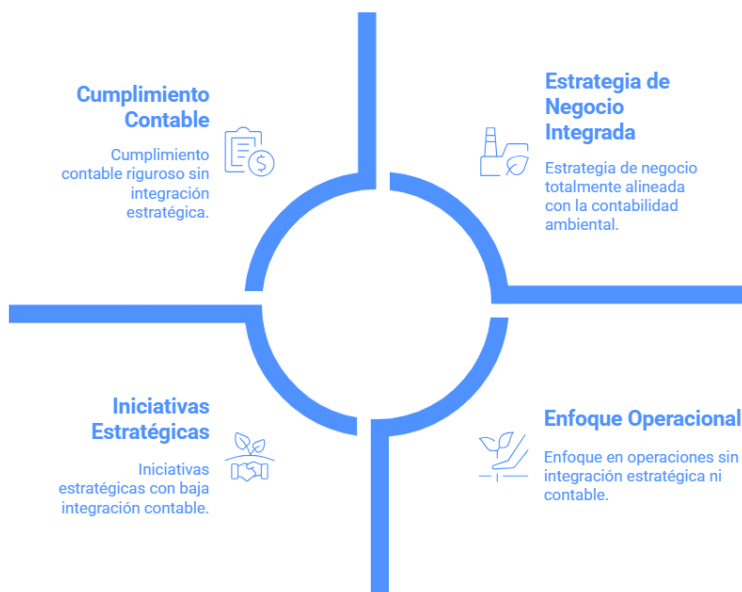 Cumplimiento
Contable
Cumplimiento
contable riguroso sin
integración
estratégica.
Estrategia de
Negocio
Integrada
Estrategia de negocio
totalmente alineada
con la contabilidad
ambiental.
Iniciativas
Estratégicas
Iniciativas
estratégicas con baja
integración contable.
Enfoque Operacional
Enfoque en operaciones sin
integración estratégica ni
contable.